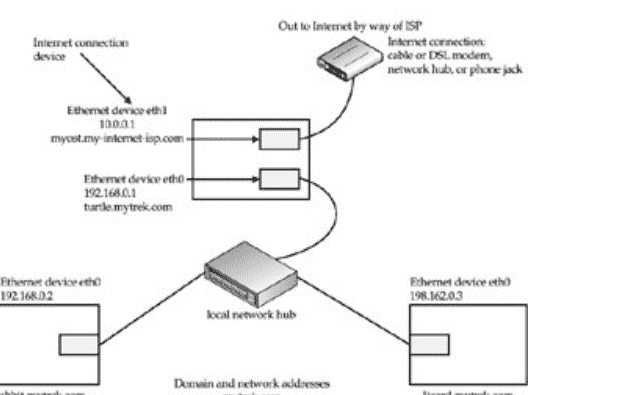 Out to Internet by way of ISP
Internet connection
device
Internet connection:
cable or DSL modem,
network hub, or phone jack
Ethernet device eth1
10.0.0.1
myost.my-internet-isp.com
Ethernet device eth0
192.168.0.1
turtle.mytrek.com
Ethernet device eth0
192.168.0.2
Ethernet device eth0
198.162.0.3
local network hub
Domain and network addresses